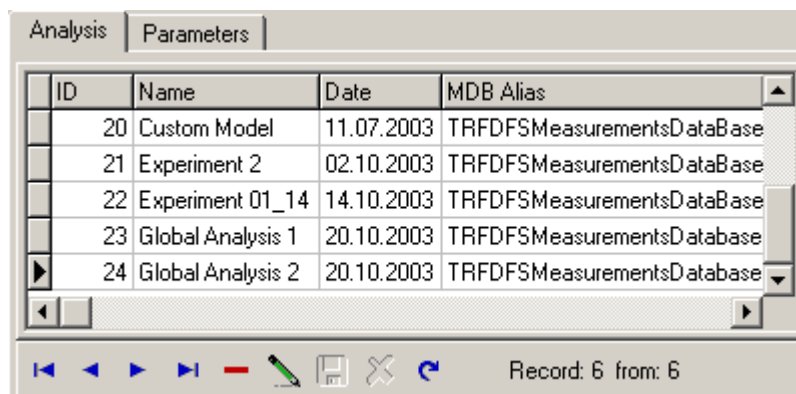 Analysis Parameters
ID Name Date MDB Alias
20 Custom Model 11.07.2003 TRFDFSMeasurementsDataBase
21 Experiment 2 02.10.2003 TRFDFSMeasurementsDataBase
22 Experiment 01_14 14.10.2003 TRFDFSMeasurementsDataBase
23 Global Analysis 1 20.10.2003 TRFDFSMeasurementsDatabase
24 Global Analysis 2 20.10.2003 TRFDFSMeasurementsDatabase
Record: 6 from: 6